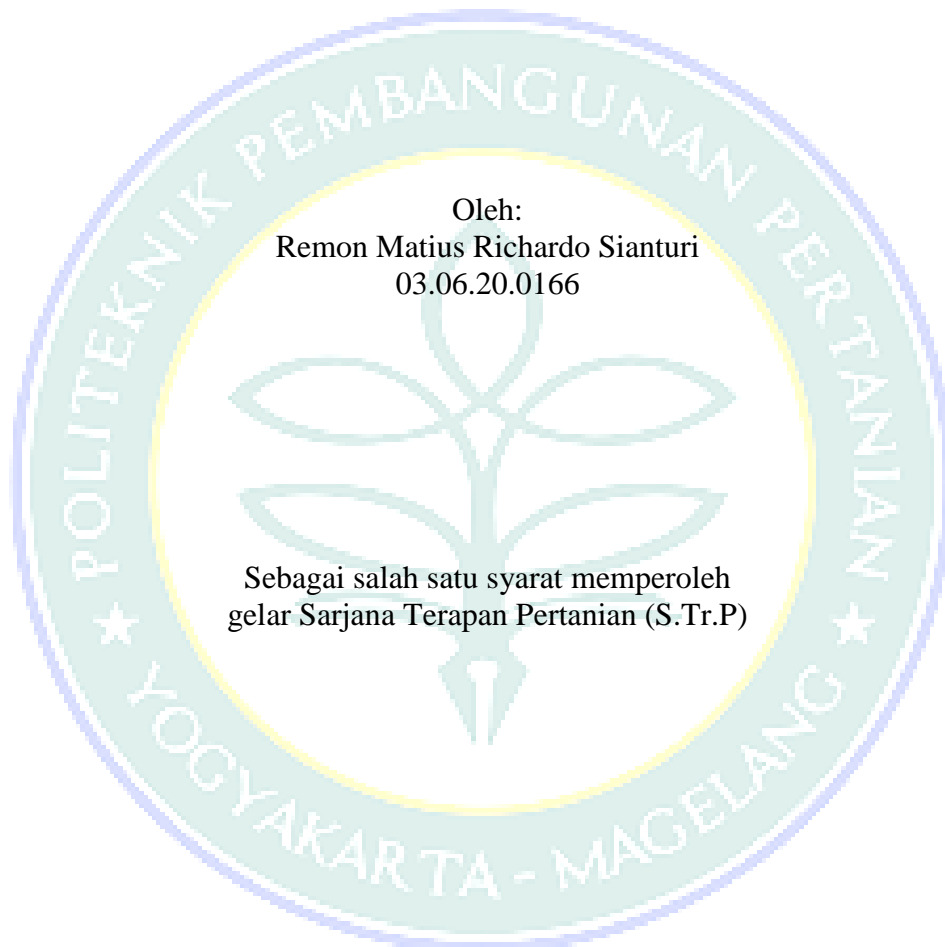 POLITEKNIK PEMBANGUNAN PERTANIAN
Oleh:
Remon Matius Richardo Sianturi
03.06.20.0166
Sebagai salah satu syarat memperoleh
gelar Sarjana Terapan Pertanian (S.Tr.P)
YOGYAKARTA - MAGELANG